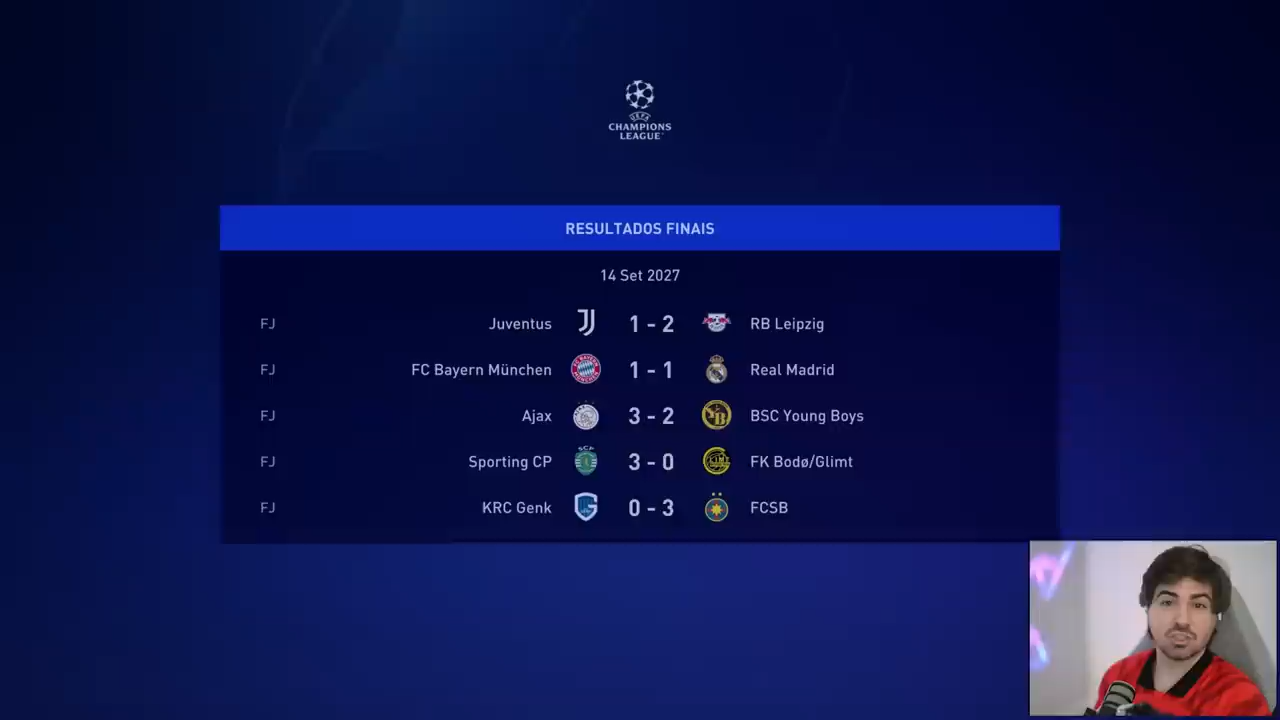 UEFA
CHAMPIONS
LEAGUE
RESULTADOS FINAIS
14 Set 2027
FJ Juventus 1 - 2 RB Leipzig
FJ FC Bayern München 1 - 1 Real Madrid
FJ Ajax 3 - 2 BSC Young Boys
FJ Sporting CP 3 - 0 FK Bodø/Glimt
FJ KRC Genk 0 - 3 FCSB